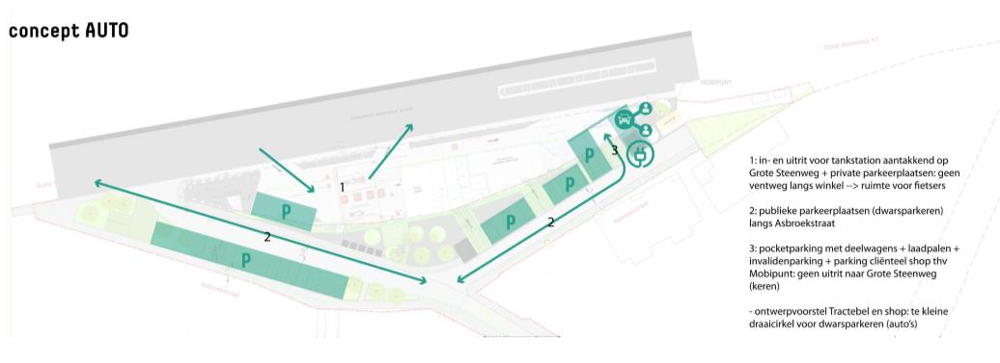 concept AUTO
Grote Steenweg N3
MOBIPUNT
1
P
2
P
P
P
P
3
2
Asbroekstraat
Asbroekstraat
1: in- en uitrit voor tankstation aantakkend op
Grote Steenweg + private parkeerplaatsen: geen
ventweg langs winkel --> ruimte voor fietsers
2: publieke parkeerplaatsen (dwarsparkeren)
langs Asbroekstraat
3: pocketparking met deelwagens + laadpalen +
invalidenparking + parking cliënteel shop thv
Mobipunt: geen uitrit naar Grote Steenweg
(keren)
- ontwerpvoorstel Tractebel en shop: te kleine
draaicirkel voor dwarsparkeren (auto's)